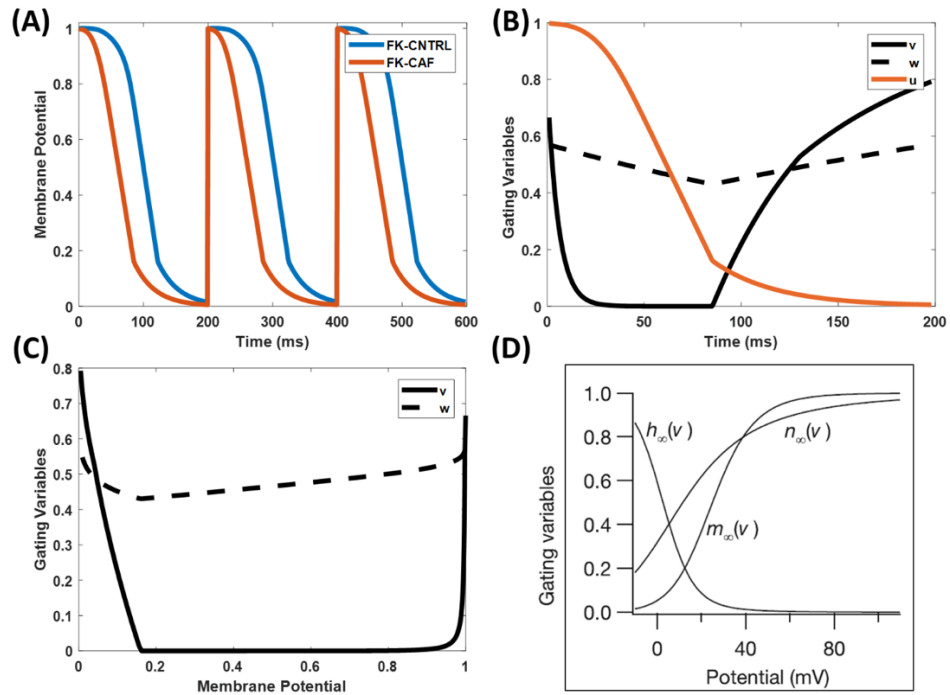 (A)
Membrane Potential
1
0.8
0.6
0.4
0.2
0
FK-CNTRL
FK-CAF
0 100 200 300 400 500 600
Time (ms)
(B)
Gating Variables
1
0.8
0.6
0.4
0.2
0
v
w
u
0 50 100 150 200
Time (ms)
(C)
Gating Variables
0.8
0.7
0.6
0.5
0.4
0.3
0.2
0.1
0
v
w
0 0.2 0.4 0.6 0.8 1
Membrane Potential
(D)
Gating variables
1.0
0.8
0.6
0.4
0.2
0.0
h∞(v)
n∞(v)
m∞(v)
0 40 80
Potential (mV)